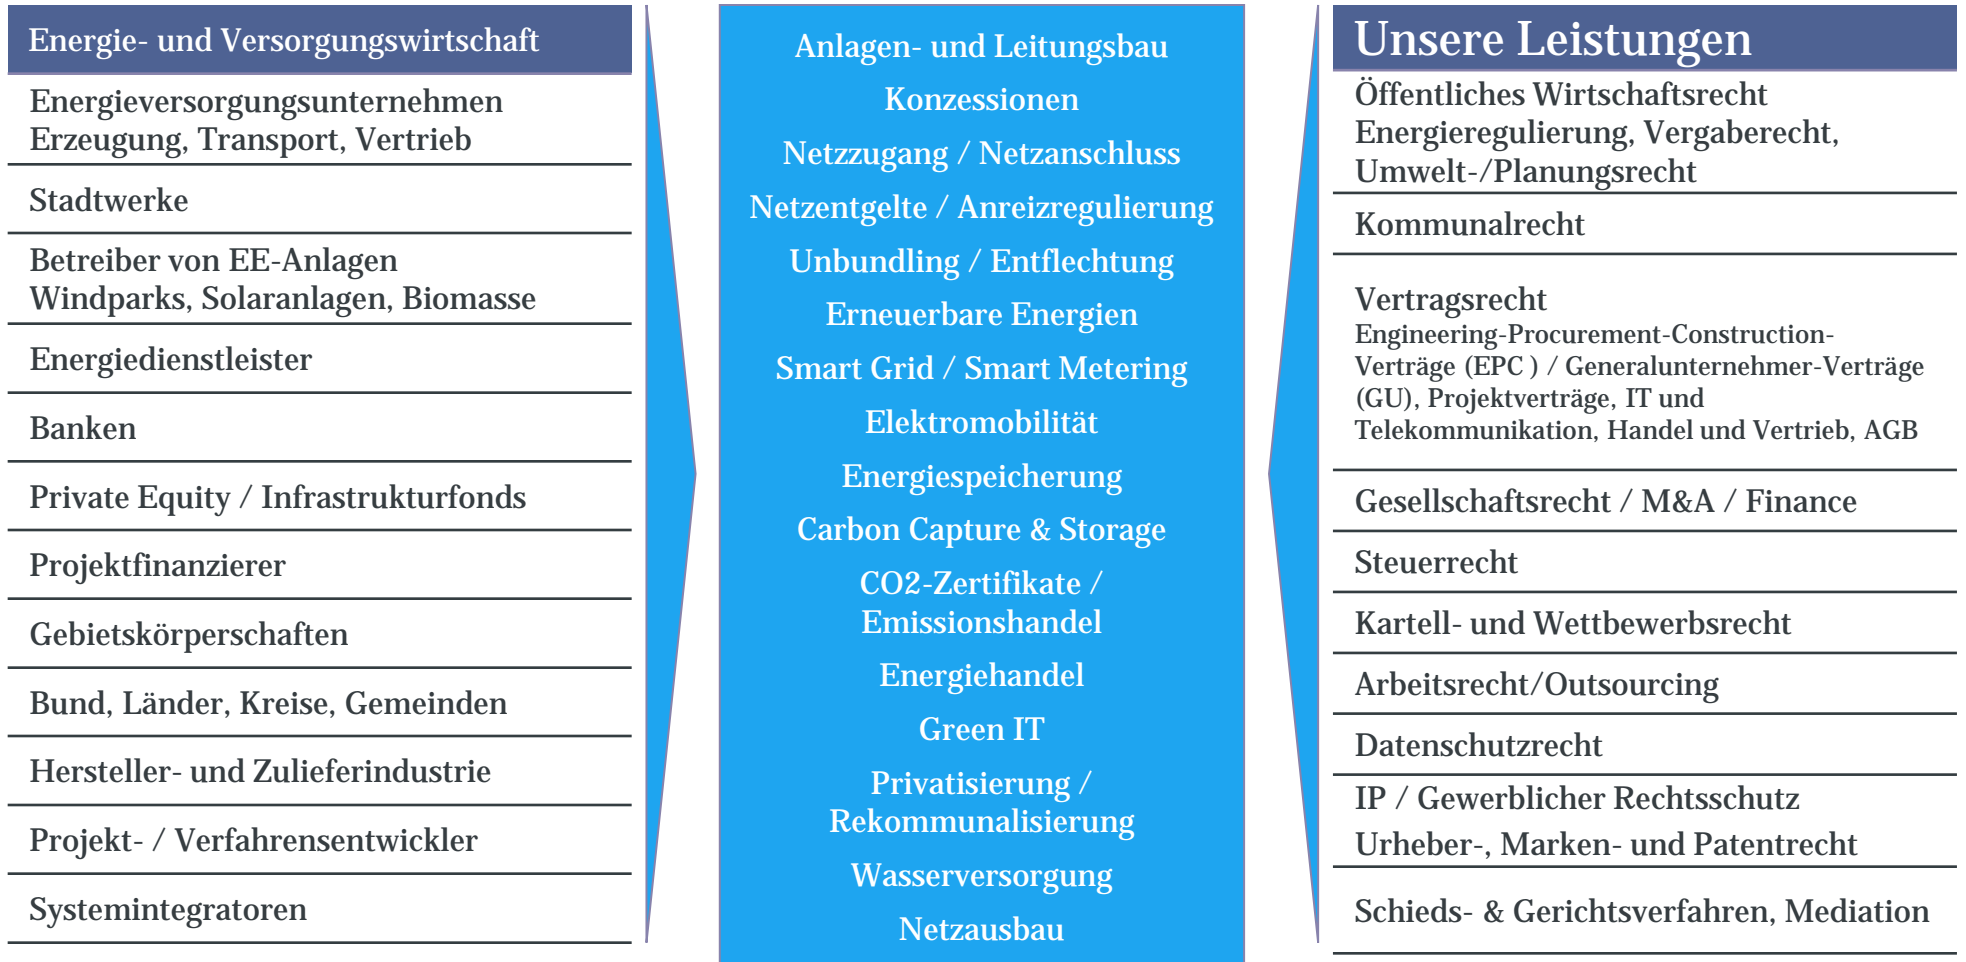 Energie- und Versorgungswirtschaft
Energieversorgungsunternehmen
Erzeugung, Transport, Vertrieb
Stadtwerke
Betreiber von EE-Anlagen
Windparks, Solaranlagen, Biomasse
Energiedienstleister
Banken
Private Equity / Infrastrukturfonds
Projektfinanzierer
Gebietskörperschaften
Bund, Länder, Kreise, Gemeinden
Hersteller- und Zulieferindustrie
Projekt- / Verfahrensentwickler
Systemintegratoren
Anlagen- und Leitungsbau
Konzessionen
Netzzugang / Netzanschluss
Netzentgelte / Anreizregulierung
Unbundling / Entflechtung
Erneuerbare Energien
Smart Grid / Smart Metering
Elektromobilität
Energiespeicherung
Carbon Capture & Storage
CO2-Zertifikate /
Emissionshandel
Energiehandel
Green IT
Privatisierung /
Rekommunalisierung
Wasserversorgung
Netzausbau
Unsere Leistungen
Öffentliches Wirtschaftsrecht
Energieregulierung, Vergaberecht,
Umwelt-/Planungsrecht
Kommunalrecht
Vertragsrecht
Engineering-Procurement-Construction-
Verträge (EPC ) / Generalunternehmer-Verträge
(GU), Projektverträge, IT und
Telekommunikation, Handel und Vertrieb, AGB
Gesellschaftsrecht / M&A / Finance
Steuerrecht
Kartell- und Wettbewerbsrecht
Arbeitsrecht/Outsourcing
Datenschutzrecht
IP / Gewerblicher Rechtsschutz
Urheber-, Marken- und Patentrecht
Schieds- & Gerichtsverfahren, Mediation